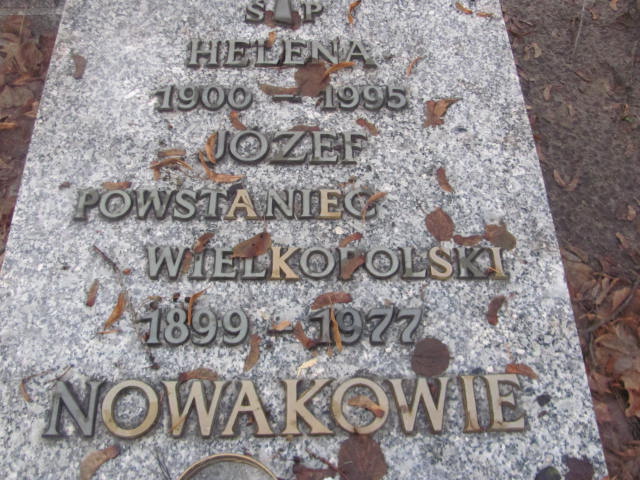 Ś P
HELENA
1900 – 1995
JÓZEF
POWSTANIEC
WIELKOPOLSKI
1899 – 1977
NOWAKOWIE